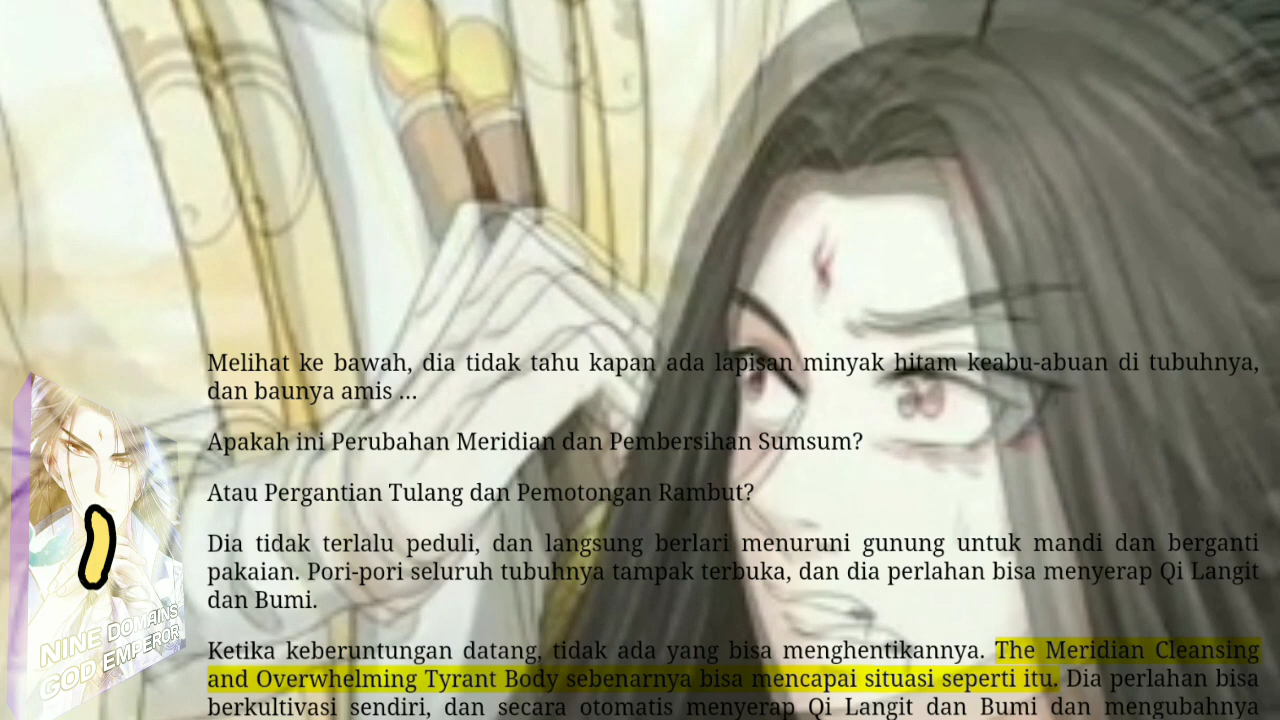 Melihat ke bawah, dia tidak tahu kapan ada lapisan minyak hitam keabu-abuan di tubuhnya,
dan baunya amis ...
Apakah ini Perubahan Meridian dan Pembersihan Sumsum?
Atau Pergantian Tulang dan Pemotongan Rambut?
Dia tidak terlalu peduli, dan langsung berlari menuruni gunung untuk mandi dan berganti
pakaian. Pori-pori seluruh tubuhnya tampak terbuka, dan dia perlahan bisa menyerap Qi Langit
dan Bumi.
Ketika keberuntungan datang, tidak ada yang bisa menghentikannya. The Meridian Cleansing
and Overwhelming Tyrant Body sebenarnya bisa mencapai situasi seperti itu. Dia perlahan bisa
berkultivasi sendiri, dan secara otomatis menyerap Qi Langit dan Bumi dan mengubahnya
NINE DOMAINS
GOD EMPEROR